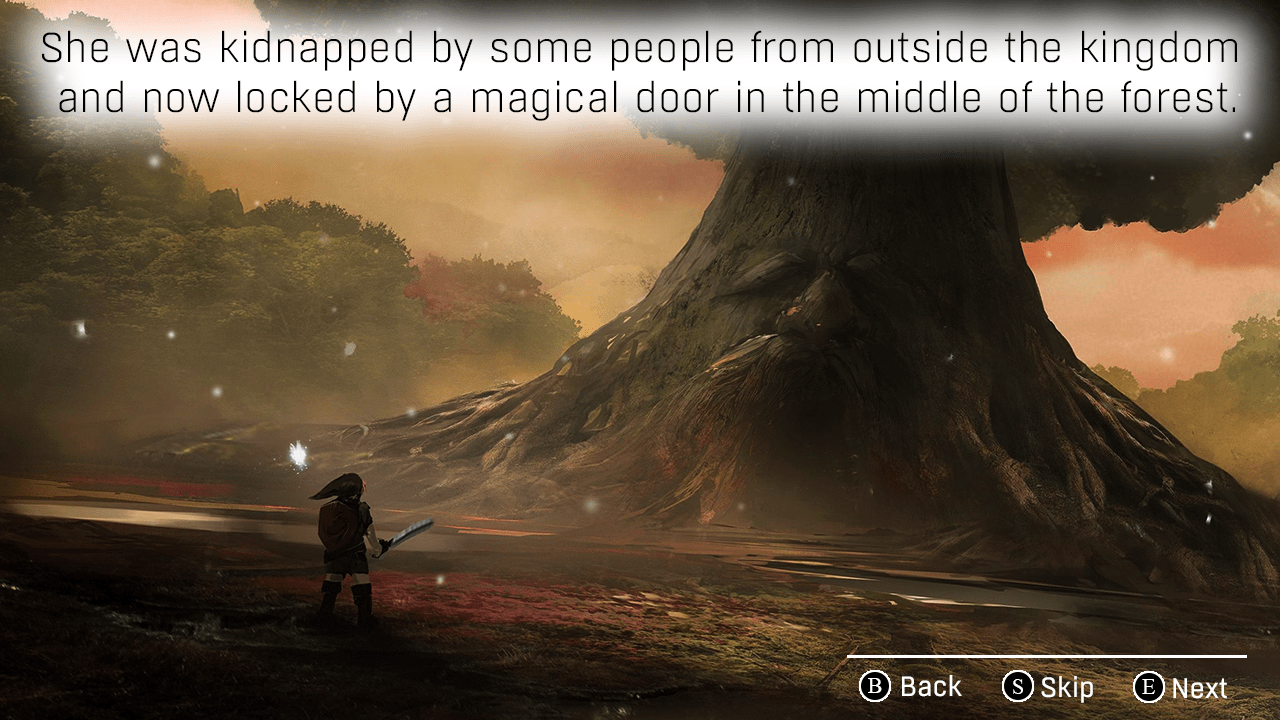 She was kidnapped by some people from outside the kingdom
and now locked by a magical door in the middle of the forest.
B Back S Skip E Next